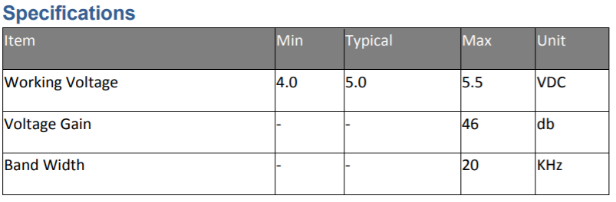 Specifications
Item Min Typical Max Unit
Working Voltage 4.0 5.0 5.5 VDC
Voltage Gain - - 46 db
Band Width - - 20 KHz